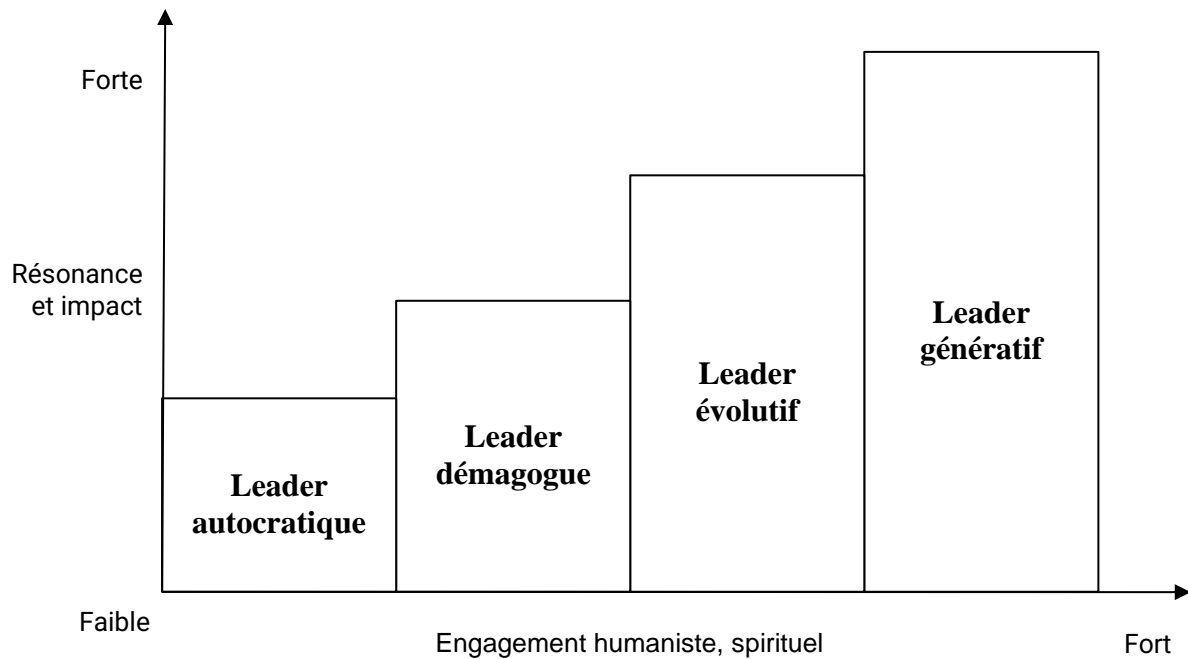 Forte
Résonance
et impact
Leader
génératif
Leader
évolutif
Leader
démagogue
Leader
autocratique
Faible
Engagement humaniste, spirituel
Fort